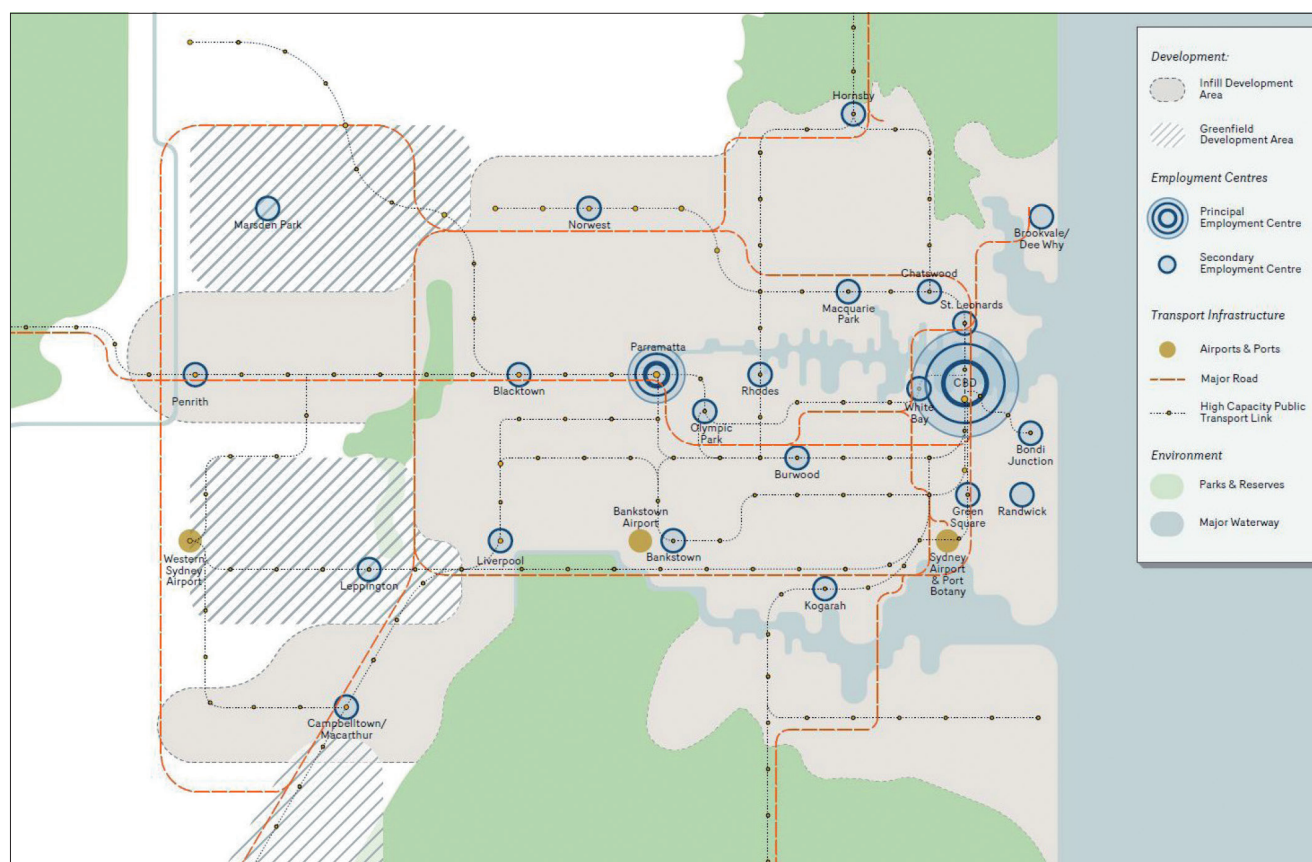 Hornsby
Marsden Park
Norwest
Brookvale/
Dee Why
Chatswood
Macquarie
Park
St. Leonards
Parramatta
Penrith
Blacktown
Rhodes
CBD
White
Bay
Olympic
Park
Bondi
Junction
Burwood
Bankstown
Airport
Green
Square
Randwick
Western
Sydney
Airport
Liverpool
Bankstown
Sydney
Airport
& Port
Botany
Leppington
Kogarah
Campbelltown/
Macarthur
Development:
Infill Development
Area
Greenfield
Development Area
Employment Centres
Principal
Employment Centre
Secondary
Employment Centre
Transport Infrastructure
Airports & Ports
Major Road
High Capacity Public
Transport Link
Environment
Parks & Reserves
Major Waterway